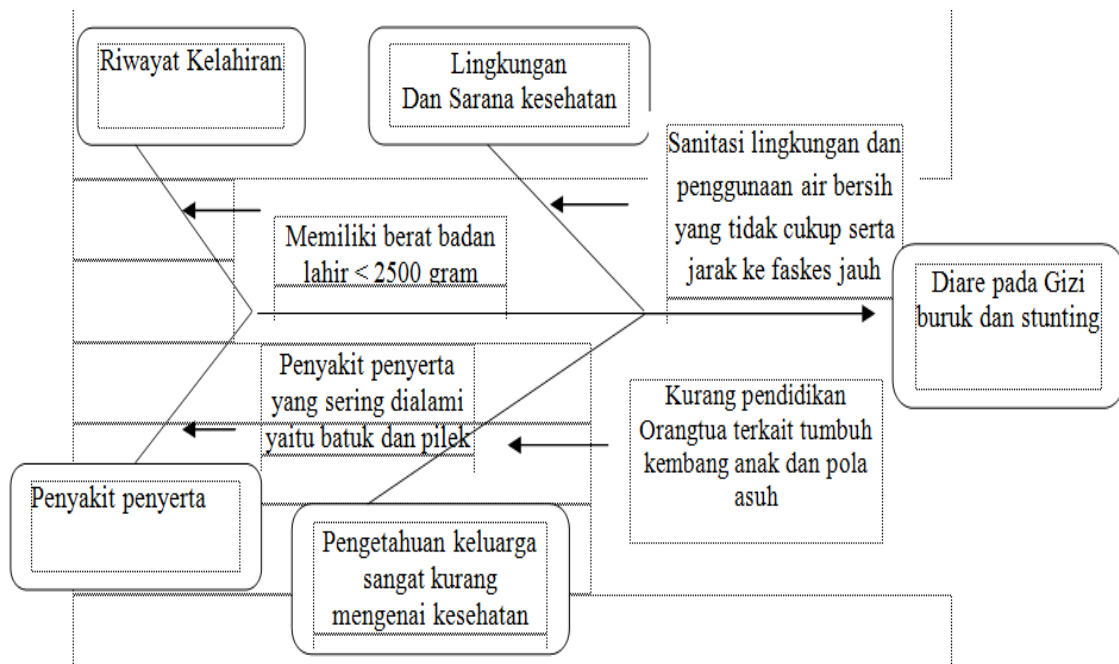 Riwayat Kelahiran
Lingkungan
Dan Sarana kesehatan
Sanitasi lingkungan dan
penggunaan air bersih
yang tidak cukup serta
jarak ke faskes jauh
Memiliki berat badan
lahir < 2500 gram
Diare pada Gizi
buruk dan stunting
Penyakit penyerta
yang sering dialami
yaitu batuk dan pilek
Kurang pendidikan
Orangtua terkait tumbuh
kembang anak dan pola
asuh
Penyakit penyerta
Pengetahuan keluarga
sangat kurang
mengenai kesehatan